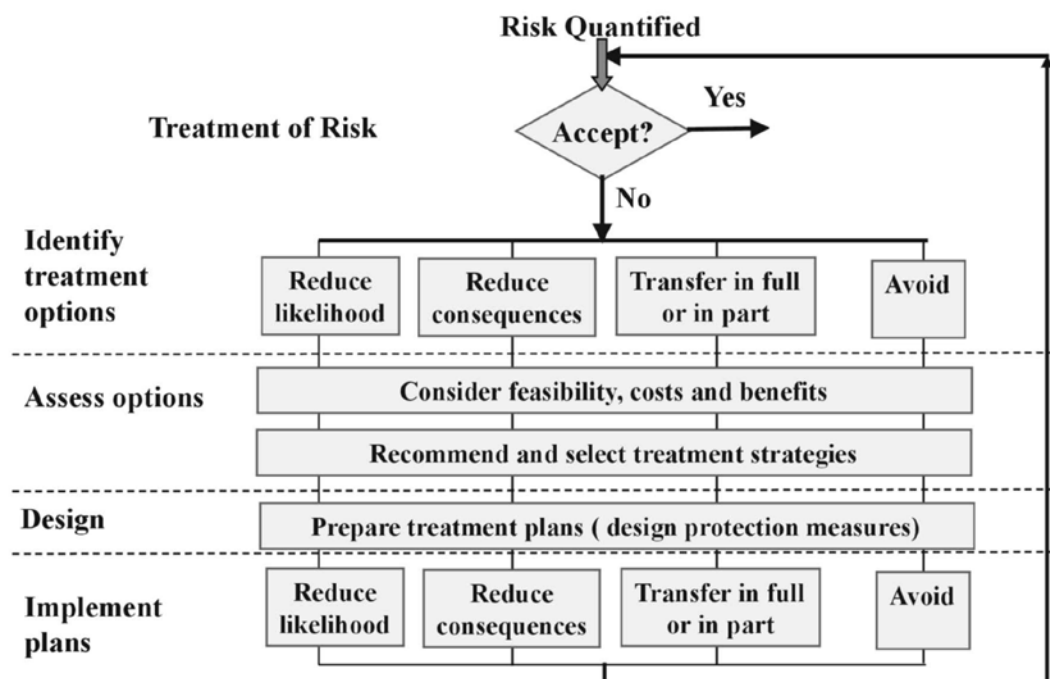 Risk Quantified
Yes
Treatment of Risk
Accept?
No
Identify
treatment
options
Reduce
likelihood
Reduce
consequences
Transfer in full
or in part
Avoid
Assess options
Consider feasibility, costs and benefits
Recommend and select treatment strategies
Design
Prepare treatment plans ( design protection measures)
Implement
plans
Reduce
likelihood
Reduce
consequences
Transfer in full
or in part
Avoid